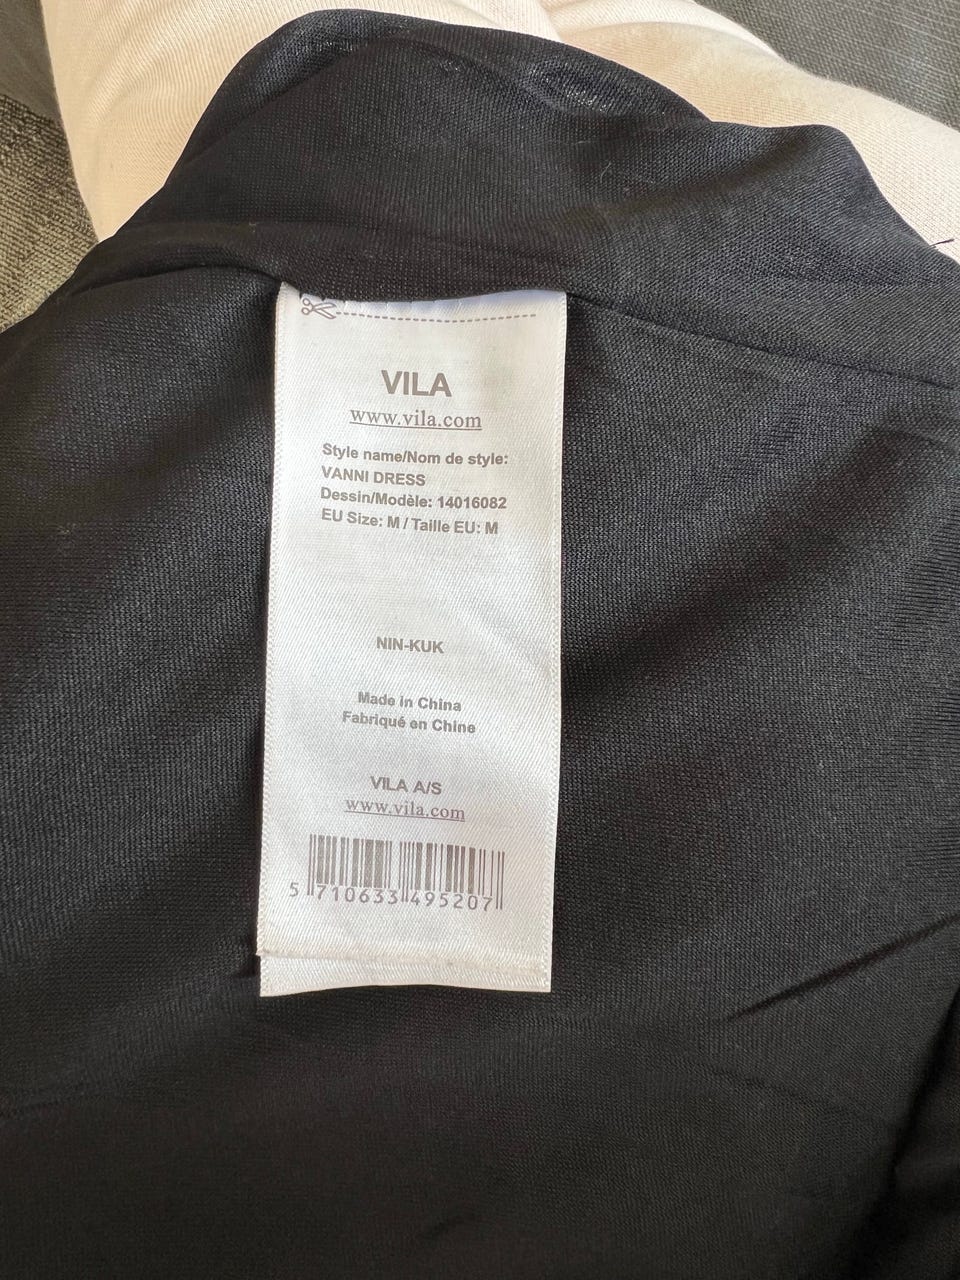 VILA
www.vila.com
Style name/Nom de style:
VANNI DRESS
Dessin/Modèle: 14016082
EU Size: M / Taille EU: M
NIN-KUK
Made in China
Fabriqué en Chine
VILA A/S
www.vila.com
5 710633 495207